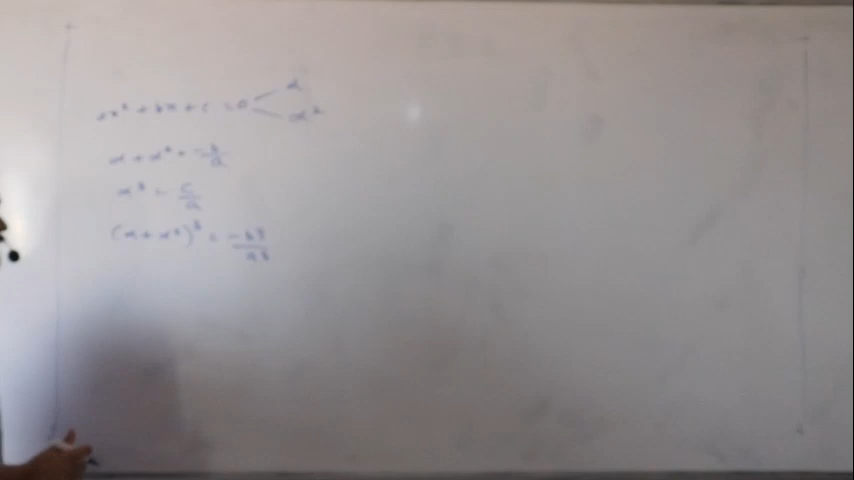 ax² + bx + c = 0 < α
α²
α + α² = -b/a
α³ = c/a
(α + α²)³ = -b³/a³